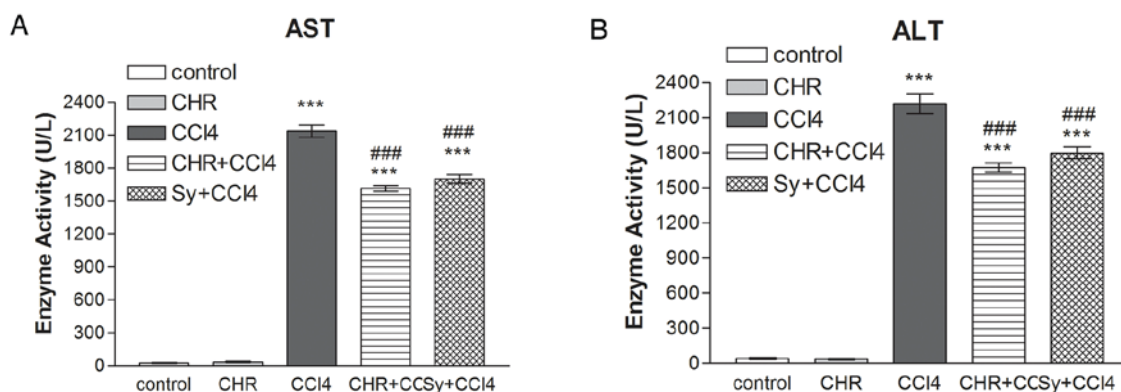 A
AST
control
CHR
CCl4
CHR+CCl4
Sy+CCl4
Enzyme Activity (U/L)
2400
2100
1800
1500
1200
900
600
300
0
***
###
***
###
***
control
CHR
CCl4
CHR+CCSy+CCl4
B
ALT
control
CHR
CCl4
CHR+CCl4
Sy+CCl4
Enzyme Activity (U/L)
2400
2100
1800
1500
1200
900
600
300
0
***
###
***
###
***
control
CHR
CCl4
CHR+CCSy+CCl4